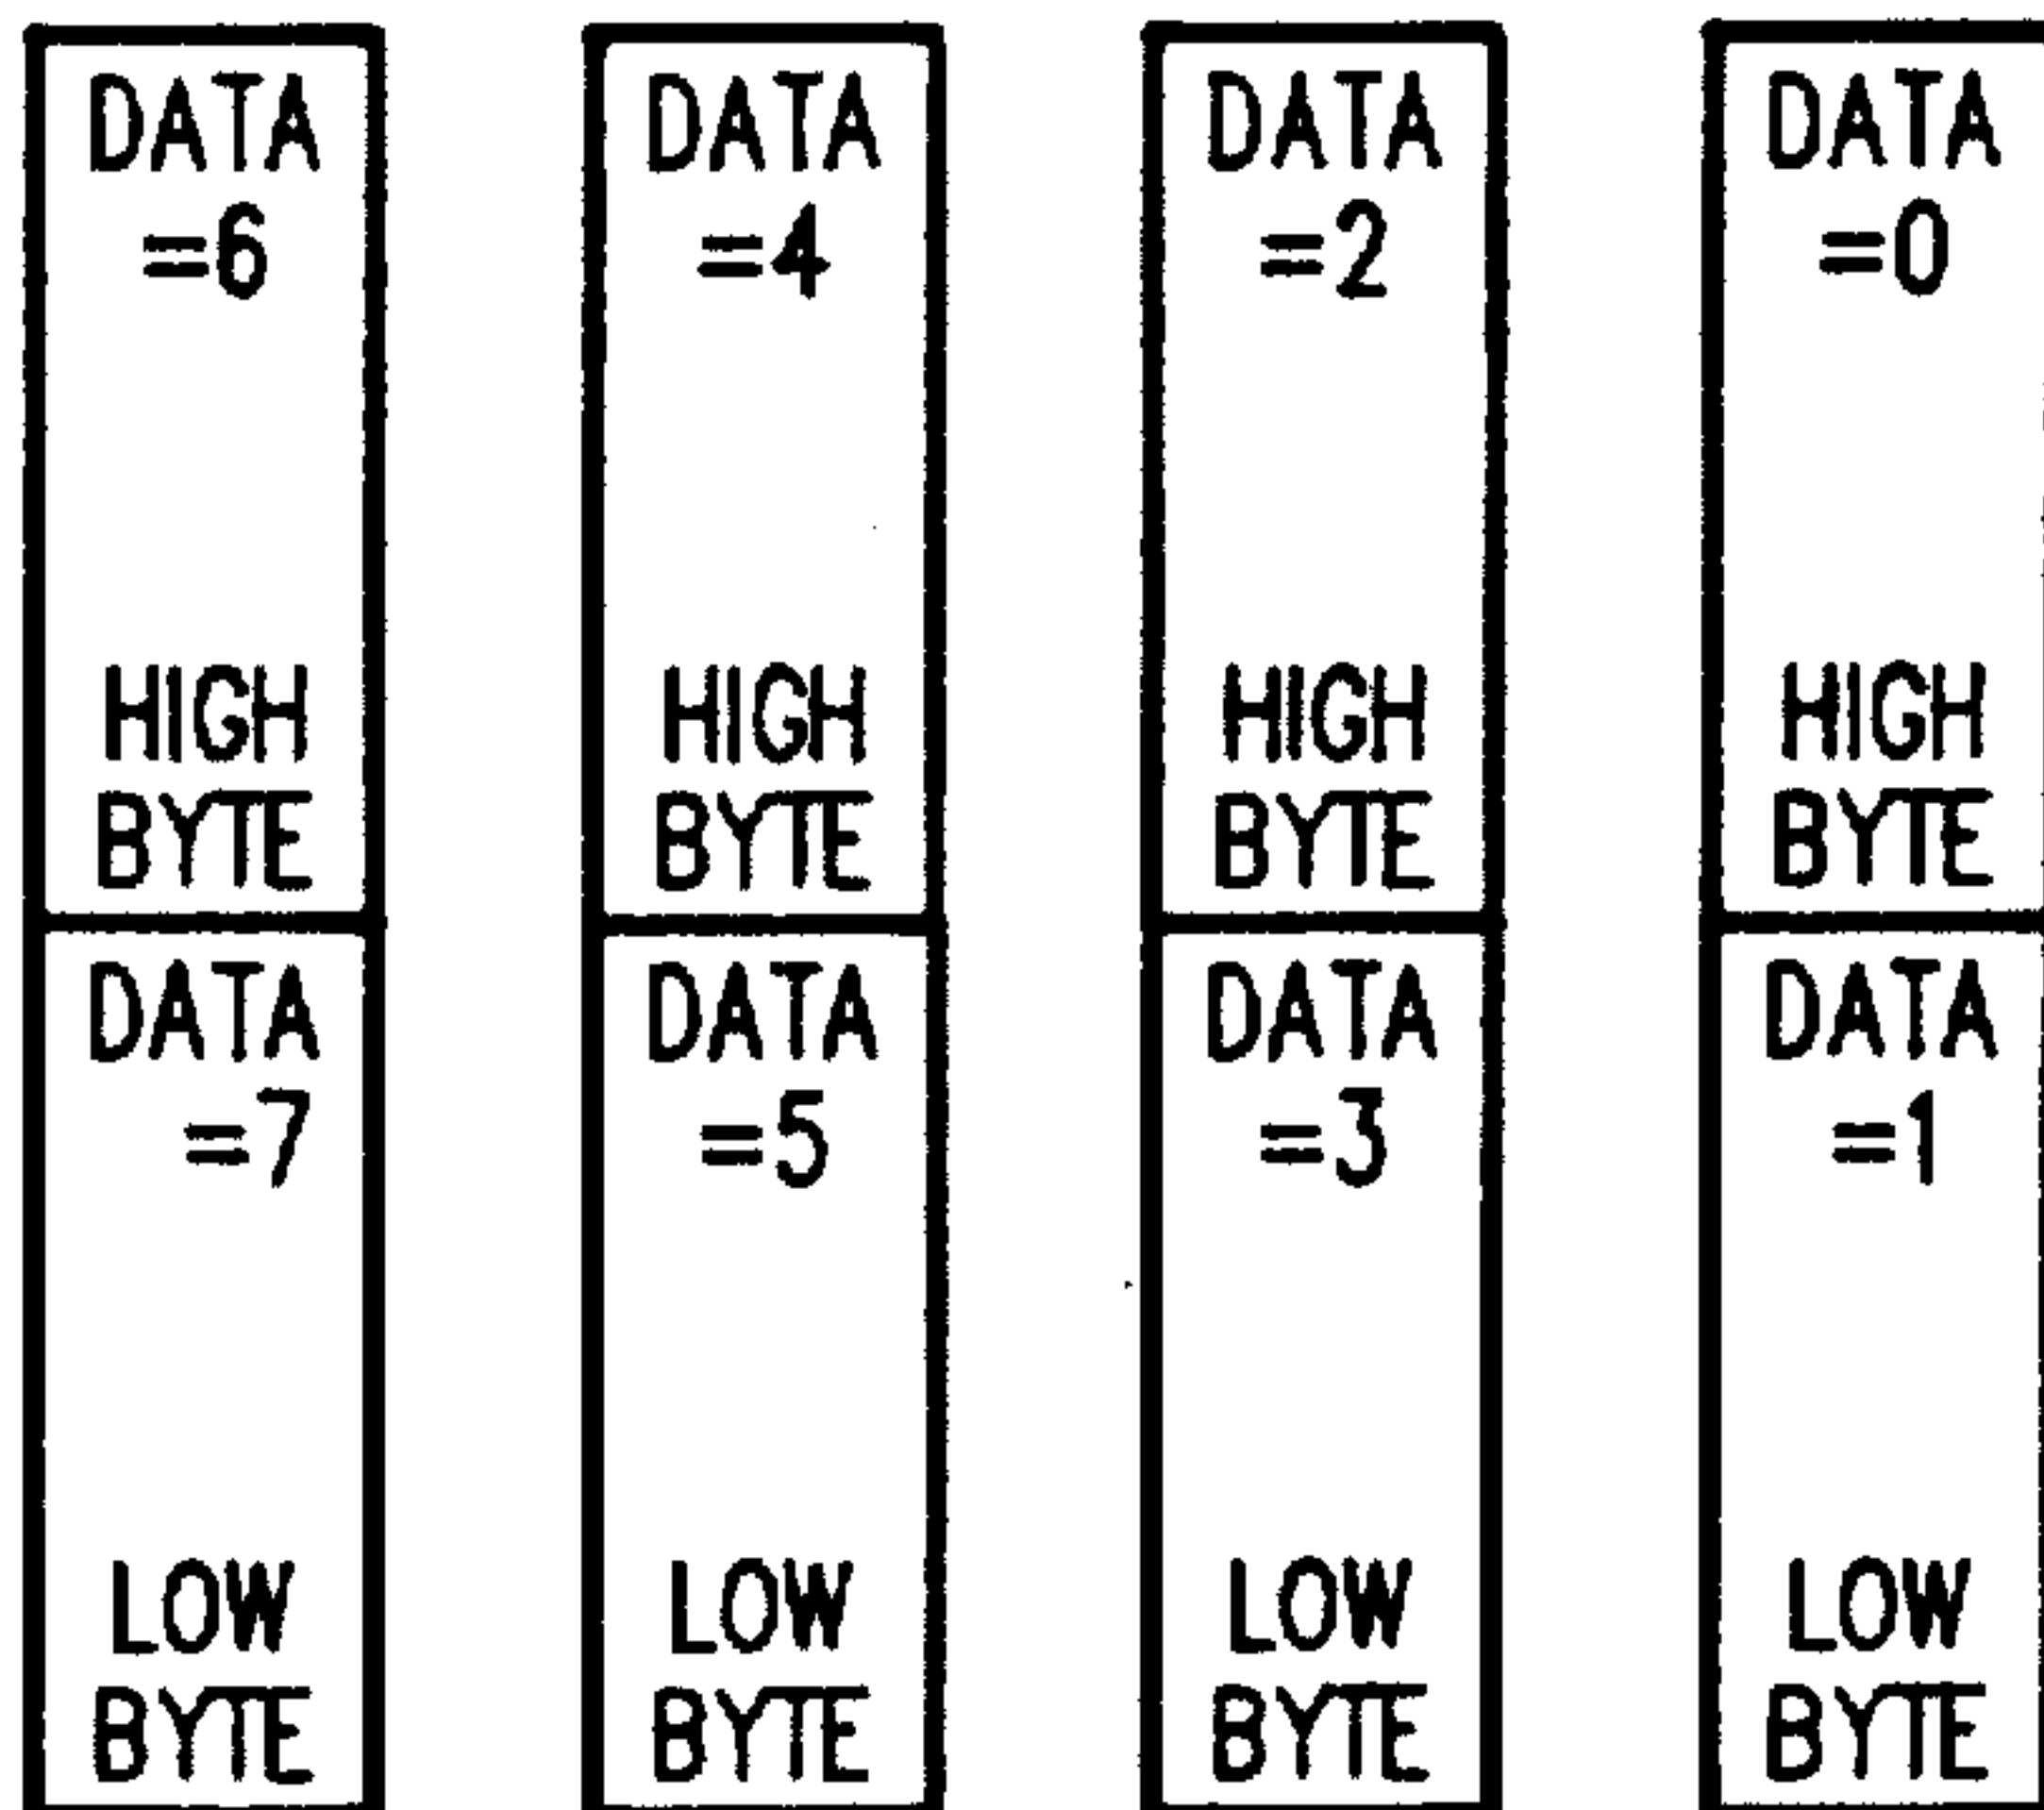 DATA
=6
HIGH
BYTE
DATA
=7
LOW
BYTE
DATA
=4
HIGH
BYTE
DATA
=5
LOW
BYTE
DATA
=2
HIGH
BYTE
DATA
=3
LOW
BYTE
DATA
=0
HIGH
BYTE
DATA
=1
LOW
BYTE